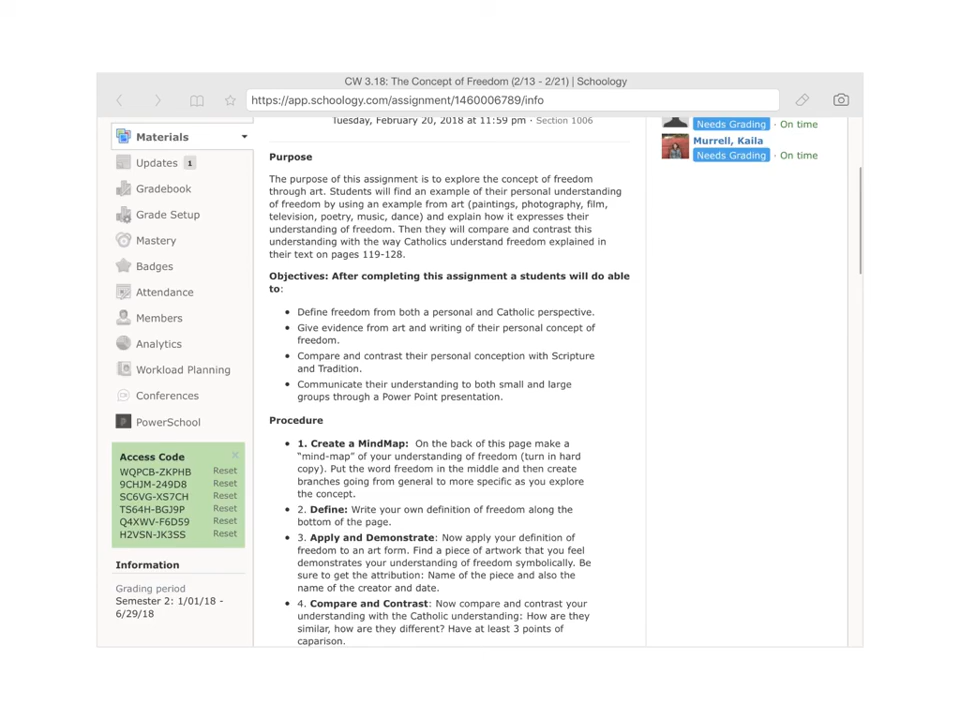 CW 3.18: The Concept of Freedom (2/13 - 2/21) | Schoology
https://app.schoology.com/assignment/1460006789/info
Materials
Updates 1
Gradebook
Grade Setup
Mastery
Badges
Attendance
Members
Analytics
Workload Planning
Conferences
PowerSchool
Access Code
WQPCB-ZKPHB Reset
9CHJM-249D8 Reset
SC6VG-XS7CH Reset
TS64H-BGJ9P Reset
Q4XWV-F6D59 Reset
H2VSN-JK3SS Reset
Information
Grading period
Semester 2: 1/01/18 -
6/29/18
Tuesday, February 20, 2018 at 11:59 pm · Section 1006
Purpose
The purpose of this assignment is to explore the concept of freedom
through art. Students will find an example of their personal understanding
of freedom by using an example from art (paintings, photography, film,
television, poetry, music, dance) and explain how it expresses their
understanding of freedom. Then they will compare and contrast this
understanding with the way Catholics understand freedom explained in
their text on pages 119-128.
Objectives: After completing this assignment a students will do able
to:
• Define freedom from both a personal and Catholic perspective.
• Give evidence from art and writing of their personal concept of
freedom.
• Compare and contrast their personal conception with Scripture
and Tradition.
• Communicate their understanding to both small and large
groups through a Power Point presentation.
Procedure
• 1. Create a MindMap: On the back of this page make a
“mind-map” of your understanding of freedom (turn in hard
copy). Put the word freedom in the middle and then create
branches going from general to more specific as you explore
the concept.
• 2. Define: Write your own definition of freedom along the
bottom of the page.
• 3. Apply and Demonstrate: Now apply your definition of
freedom to an art form. Find a piece of artwork that you feel
demonstrates your understanding of freedom symbolically. Be
sure to get the attribution: Name of the piece and also the
name of the creator and date.
• 4. Compare and Contrast: Now compare and contrast your
understanding with the Catholic understanding: How are they
similar, how are they different? Have at least 3 points of
caparison.
Needs Grading · On time
Murrell, Kaila
Needs Grading · On time